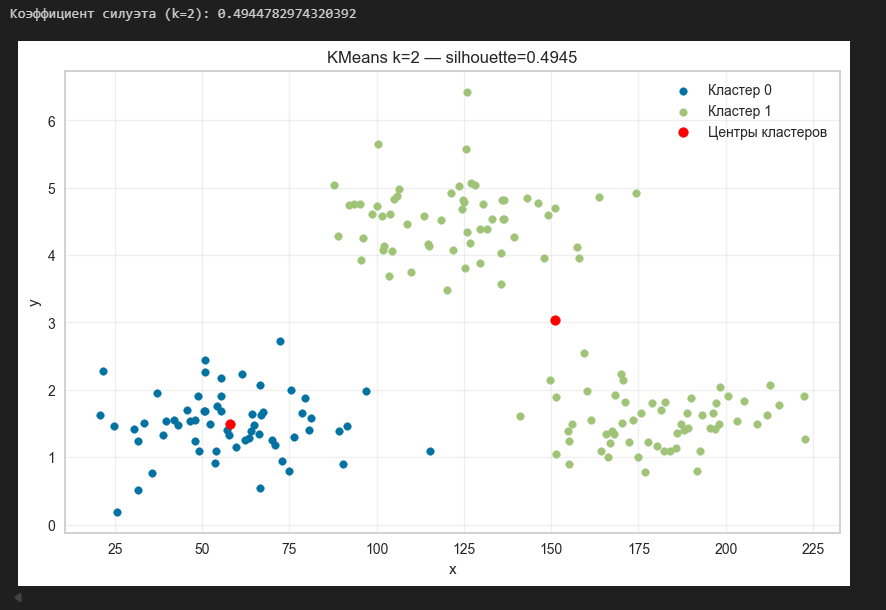 Коэффициент силуэта (k=2): 0.4944782974320392
KMeans k=2 — silhouette=0.4945
Кластер 0
Кластер 1
Центры кластеров
6
5
4
3
2
1
0
y
25 50 75 100 125 150 175 200 225
x